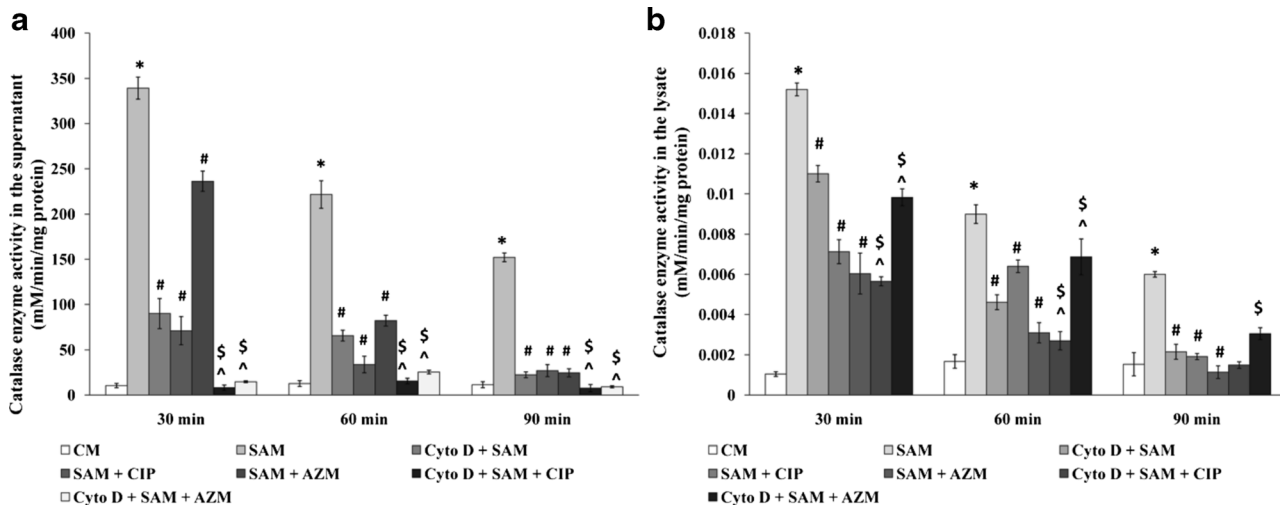 a
Catalase enzyme activity in the supernatant
(mM/min/mg protein)
400
350
300
250
200
150
100
50
0
*
#
#
#
$
^
$
^
*
#
#
#
$
^
$
^
*
#
#
#
$
^
$
^
30 min
60 min
90 min
CM
SAM
Cyto D + SAM
SAM + CIP
SAM + AZM
Cyto D + SAM + CIP
Cyto D + SAM + AZM
b
Catalase enzyme activity in the lysate
(mM/min/mg protein)
0.018
0.016
0.014
0.012
0.01
0.008
0.006
0.004
0.002
0
*
#
#
#
$
^
$
^
*
#
#
#
$
^
$
^
*
#
#
#
$
30 min
60 min
90 min
CM
SAM
Cyto D + SAM
SAM + CIP
SAM + AZM
Cyto D + SAM + CIP
Cyto D + SAM + AZM